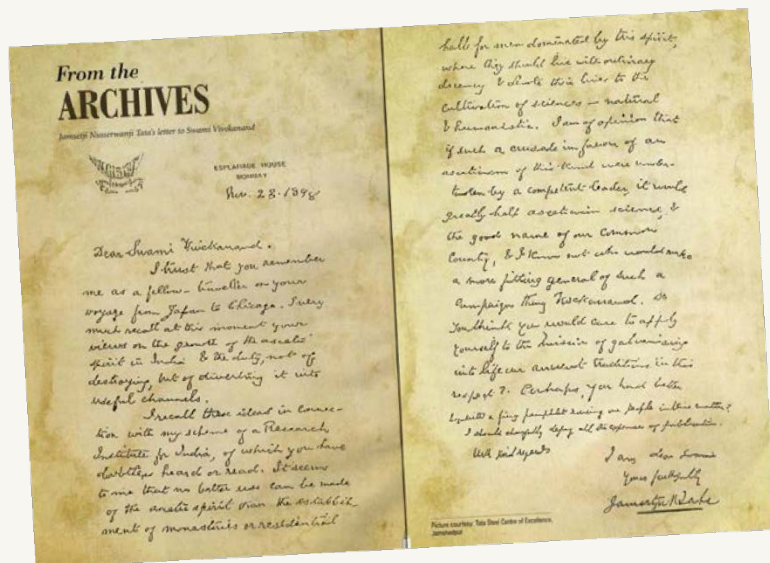 From the
ARCHIVES
Jamsetji Nusserwanji Tata's letter to Swami Vivekanand
ESPLANADE HOUSE
BOMBAY
Nov. 23. 1898
Dear Swami Vivekanand.
I trust that you remember
me as a fellow-traveller on your
voyage from Japan to Chicago. I very
much recall at this moment your
views on the growth of the ascetic
spirit in India & the duty, not of
destroying, but of diverting it into
useful channels.
I recall these ideas in connec-
tion with my scheme of a Research
Institute for India, of which you have
doubtless heard or read. It seems
to me that no better use can be made
of the ascetic spirit than the establish
ment of monasteries or residential
halls for men dominated by this spirit,
where they should live with ordinary
decency & devote their lives to the
cultivation of sciences - natural
& humanistic. I am of opinion that
if such a crusade in favour of an
asceticism of this kind were under-
taken by a competent leader, it would
greatly help asceticism, science, &
the good name of our common
country, & I know not who would make
a more fitting general of such a
campaign than Vivekanand. Do
you think you would care to apply
yourself to the mission of galvanizing
into life our ancient traditions in this
respect? Perhaps, you had better
a fiery pamphlet our people in this matter?
I should cheerfully defray all the expenses of publication.
With kind regards
I am, dear Swami
Yours faithfully
Jamsetji N. Tata
Picture courtesy: Tata Steel Centre of Excellence,
Jamshedpur